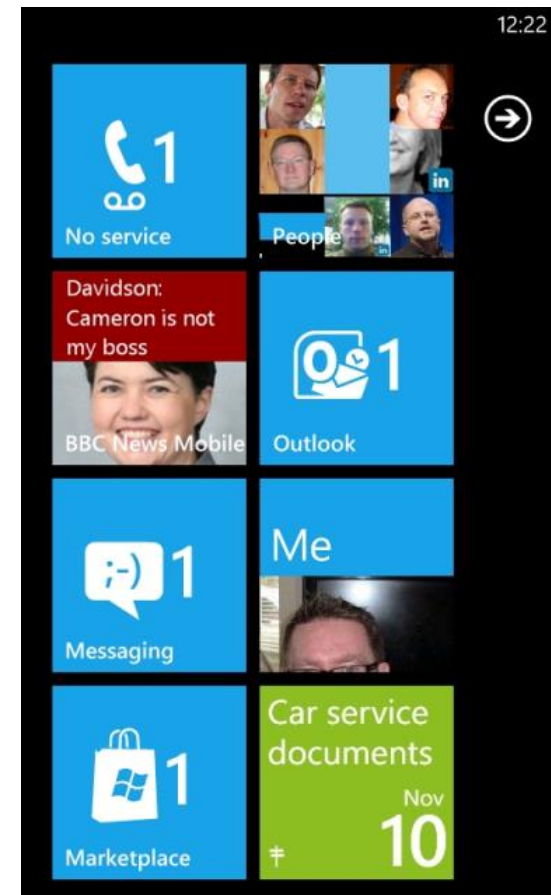 12:22
1
No service
People
in
in
Davidson:
Cameron is not
my boss
BBC News Mobile
O
1
Outlook
;-)
1
Messaging
Me
1
Marketplace
Car service
documents
Nov
10